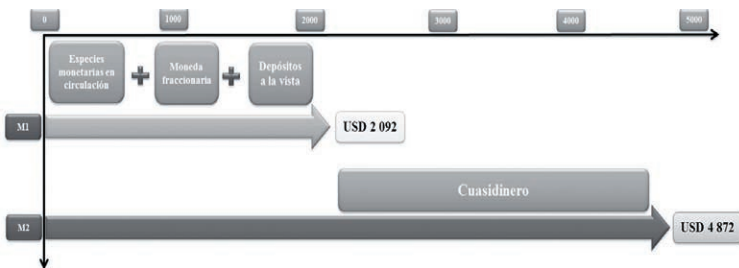 0 1000 2000 3000 4000 5000
Especies
monetarias en
circulación
Moneda
fraccionaria
Depósitos
a la vista
M1
USD 2 092
Cuasidinero
M2
USD 4 872